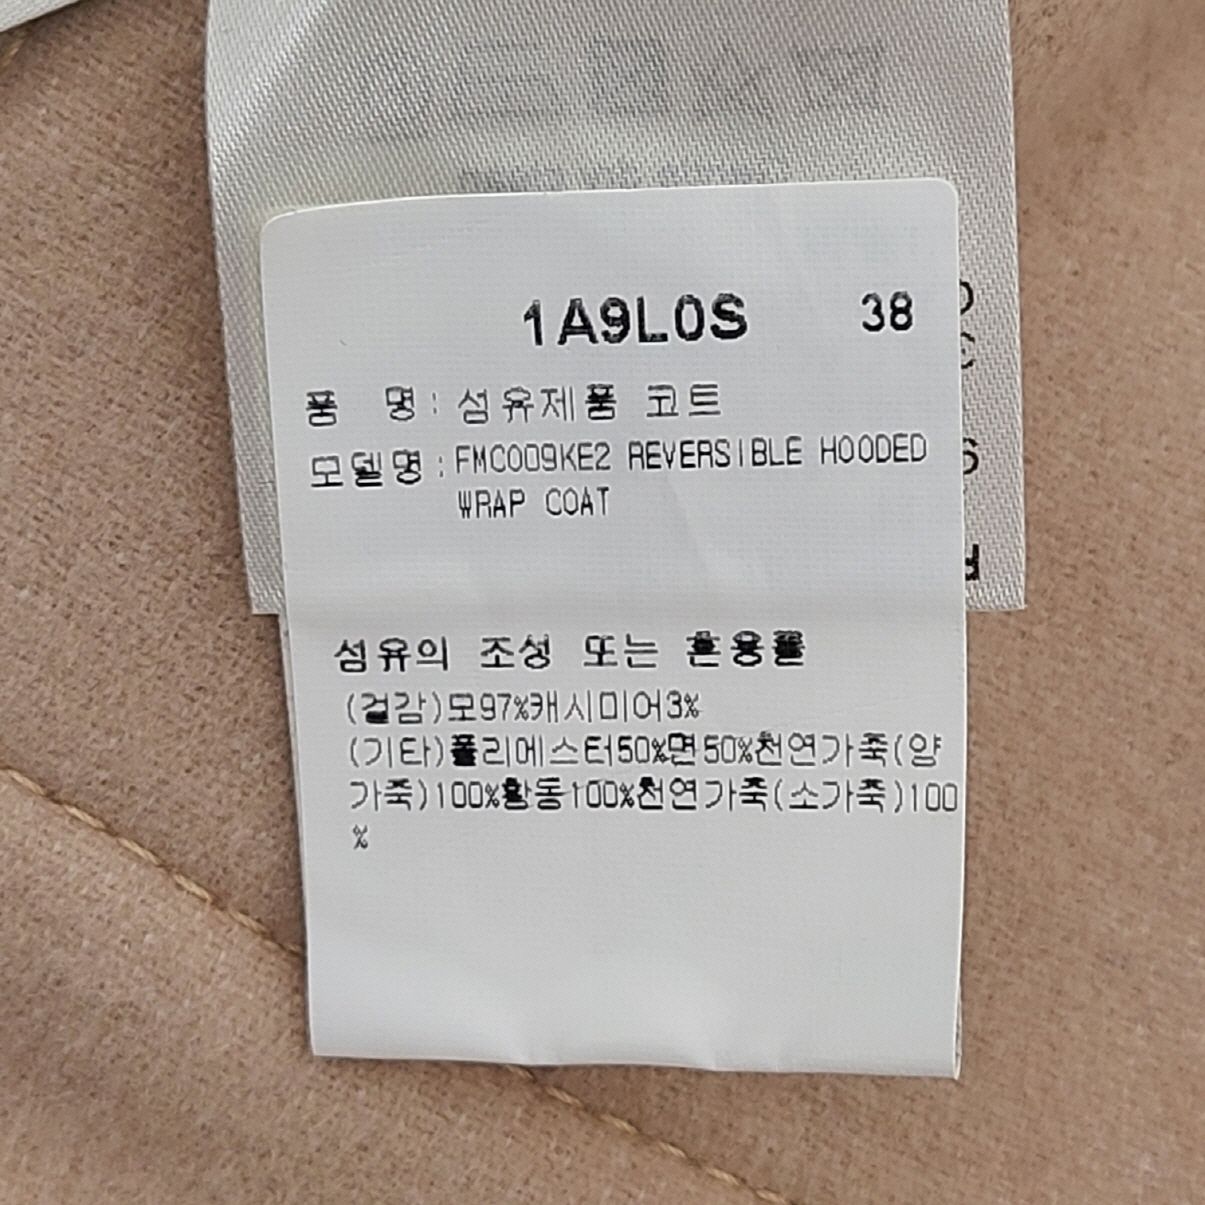 1A9L0S 38
품 명: 섬유제품 코트
모델명: FMC009KE2 REVERSIBLE HOODED
WRAP COAT
섬유의 조성 또는 혼용률
(겉감)모97%캐시미어3%
(기타)폴리에스터50%면50%천연가죽(양
가죽)100%황동100%천연가죽(소가죽)100
%